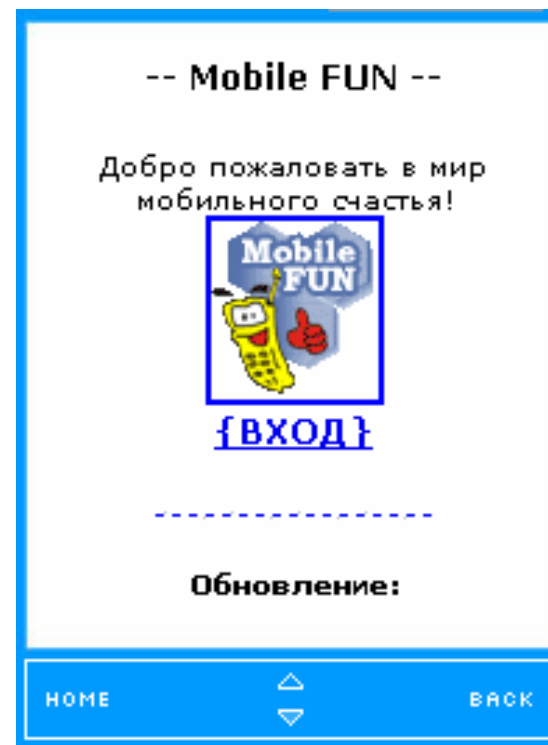 -- Mobile FUN --
Добро пожаловать в мир
мобильного счастья!
Mobile
FUN
{ВХОД}
-----------------
Обновление:
HOME
BACK